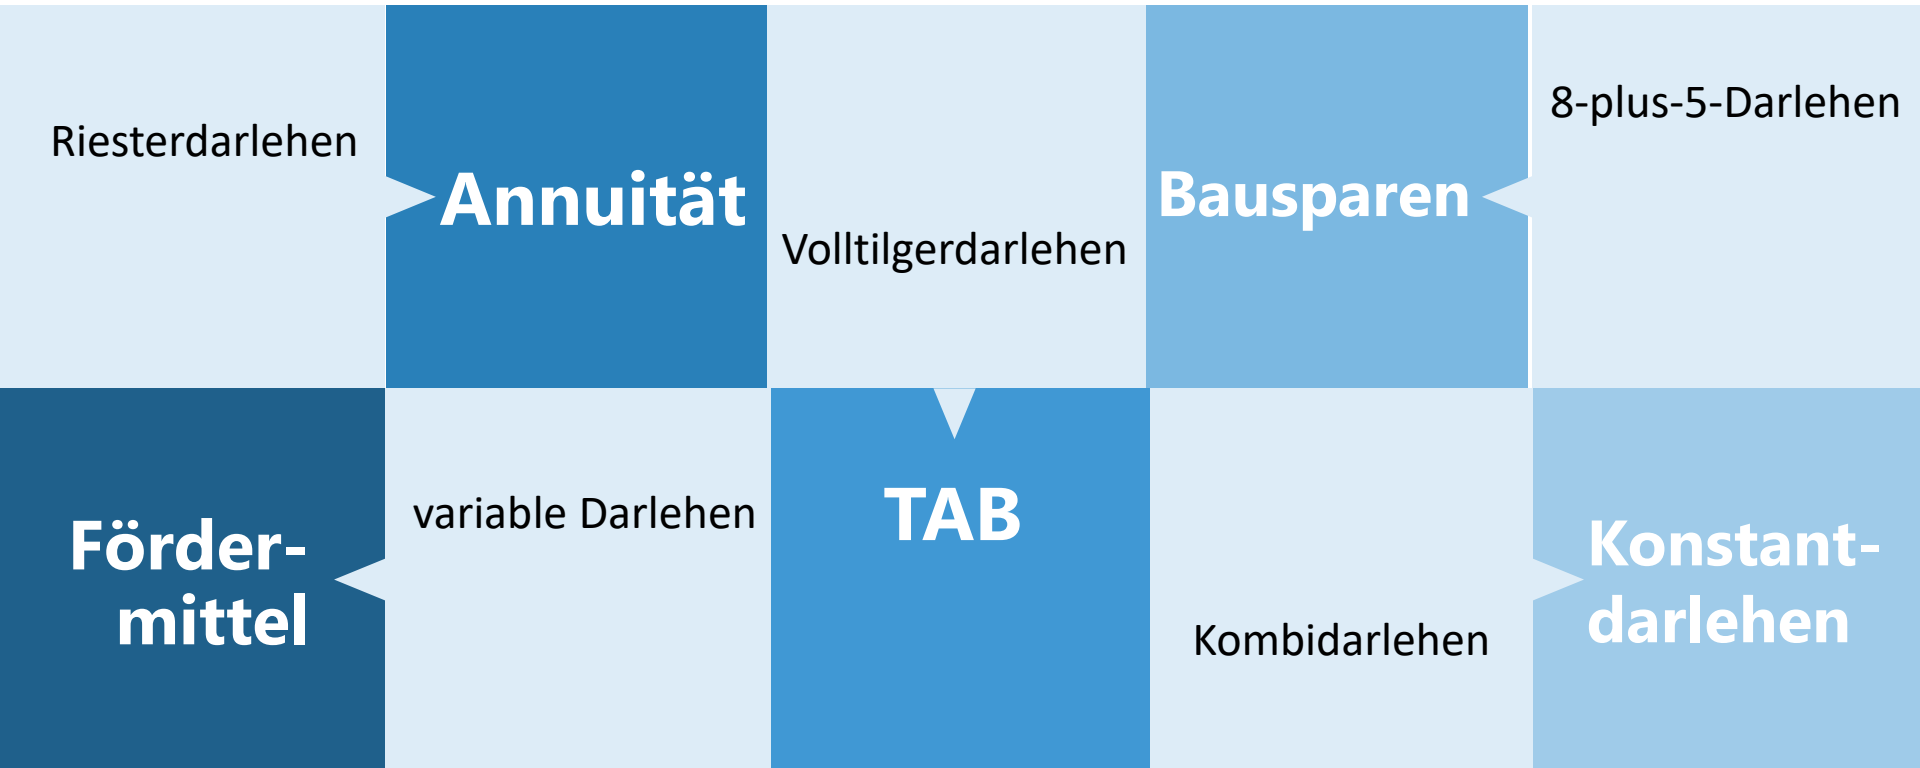 Riesterdarlehen
Annuität
Volltilgerdarlehen
Bausparen
8-plus-5-Darlehen
Förder-
mittel
variable Darlehen
TAB
Kombidarlehen
Konstant-
darlehen